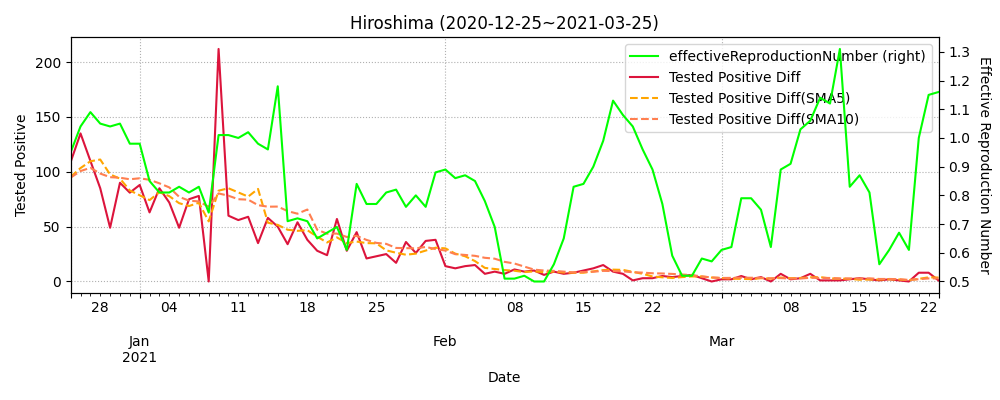 Hiroshima (2020-12-25~2021-03-25)
effectiveReproductionNumber (right)
Tested Positive Diff
Tested Positive Diff(SMA5)
Tested Positive Diff(SMA10)
Tested Positive
200
150
100
50
0
Effective Reproduction Number
1.3
1.2
1.1
1.0
0.9
0.8
0.7
0.6
0.5
28 04 11 18 25 08 15 22 08 15 22
Jan Feb Mar
2021
Date